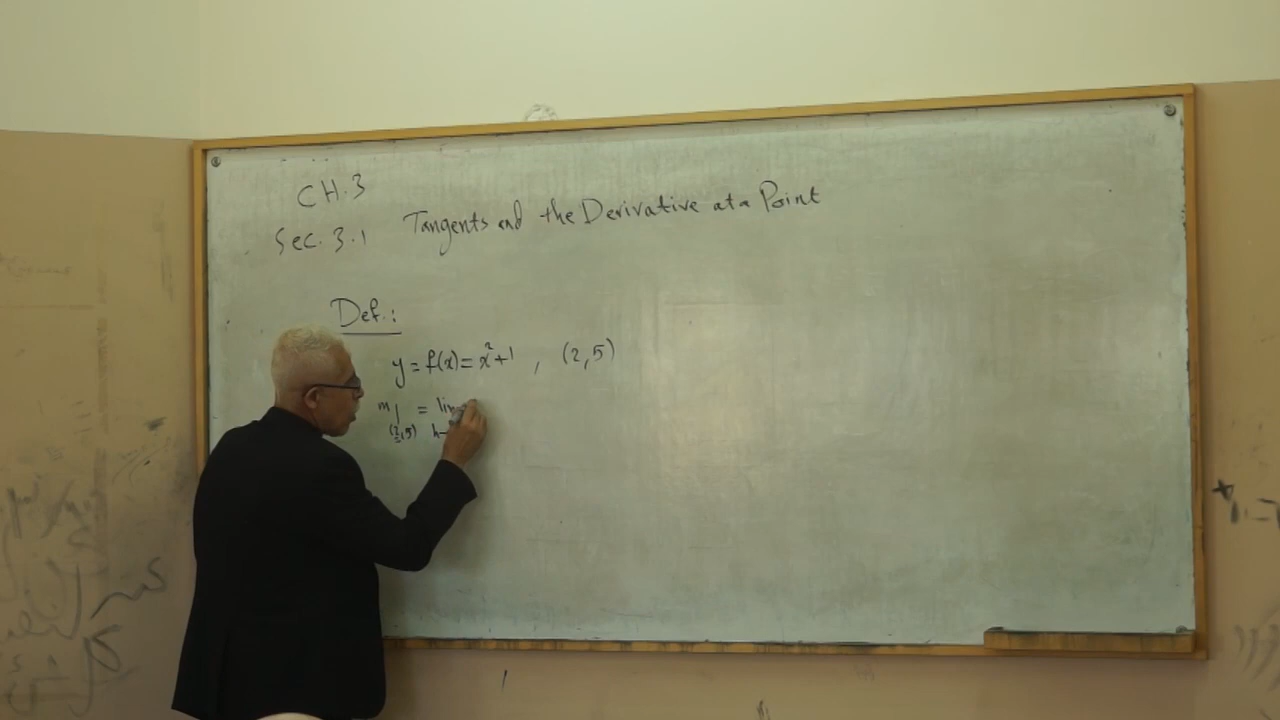 CH.3
Sec. 3.1 Tangents and the Derivative at a Point
Def.:
y = f(x) = x²+1 , (2,5)
m| = lim
(2,5) h